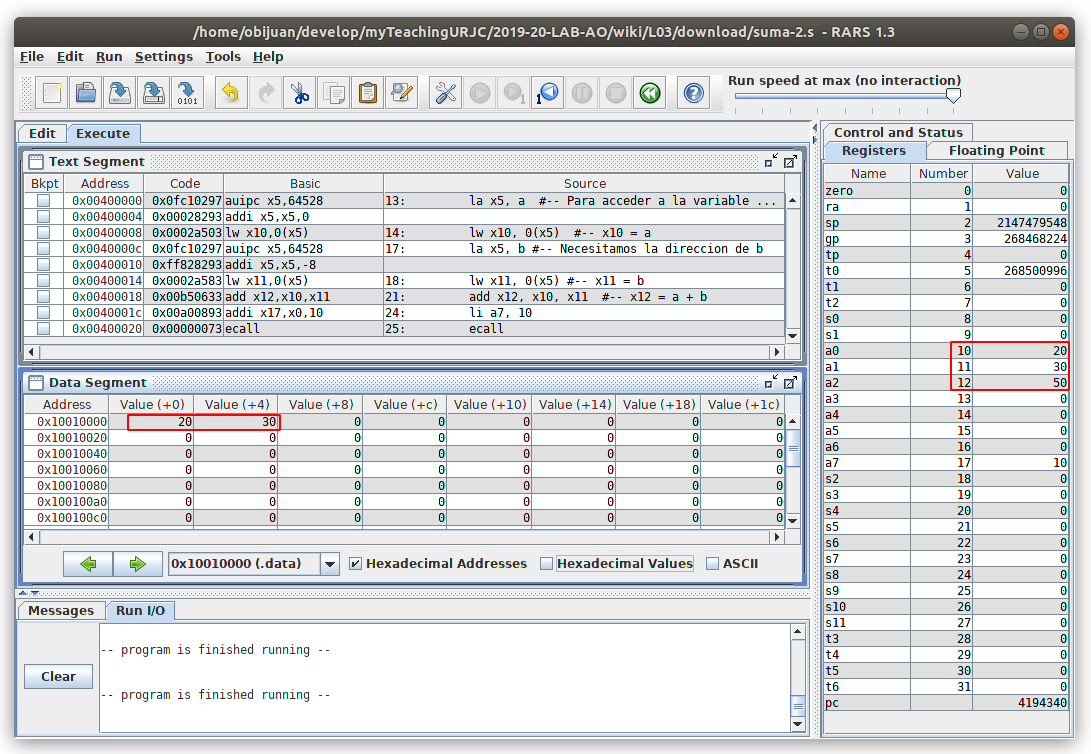 /home/obijuan/develop/myTeachingURJC/2019-20-LAB-AO/wiki/L03/download/suma-2.s - RARS 1.3
File Edit Run Settings Tools Help
Run speed at max (no interaction)
Edit Execute
Text Segment
Bkpt Address Code Basic Source
0x00400000 0x0fc10297 auipc x5,64528 13: la x5, a #-- Para acceder a la variable ...
0x00400004 0x00028293 addi x5,x5,0
0x00400008 0x0002a503 lw x10,0(x5) 14: lw x10, 0(x5) #-- x10 = a
0x0040000c 0x0fc10297 auipc x5,64528 17: la x5, b #-- Necesitamos la direccion de b
0x00400010 0xff828293 addi x5,x5,-8
0x00400014 0x0002a583 lw x11,0(x5) 18: lw x11, 0(x5) #-- x11 = b
0x00400018 0x00b50633 add x12,x10,x11 21: add x12, x10, x11 #-- x12 = a + b
0x0040001c 0x00a00893 addi x17,x0,10 24: li a7, 10
0x00400020 0x00000073 ecall 25: ecall
Data Segment
Address Value (+0) Value (+4) Value (+8) Value (+c) Value (+10) Value (+14) Value (+18) Value (+1c)
0x10010000 20 30 0 0 0 0 0 0
0x10010020 0 0 0 0 0 0 0 0
0x10010040 0 0 0 0 0 0 0 0
0x10010060 0 0 0 0 0 0 0 0
0x10010080 0 0 0 0 0 0 0 0
0x100100a0 0 0 0 0 0 0 0 0
0x100100c0 0 0 0 0 0 0 0 0
0x10010000 (.data) Hexadecimal Addresses Hexadecimal Values ASCII
Messages Run I/O
Clear
-- program is finished running --
-- program is finished running --
Control and Status
Registers Floating Point
Name Number Value
zero 0 0
ra 1 0
sp 2 2147479548
gp 3 268468224
tp 4 0
t0 5 268500996
t1 6 0
t2 7 0
s0 8 0
s1 9 0
a0 10 20
a1 11 30
a2 12 50
a3 13 0
a4 14 0
a5 15 0
a6 16 0
a7 17 10
s2 18 0
s3 19 0
s4 20 0
s5 21 0
s6 22 0
s7 23 0
s8 24 0
s9 25 0
s10 26 0
s11 27 0
t3 28 0
t4 29 0
t5 30 0
t6 31 0
pc 4194340